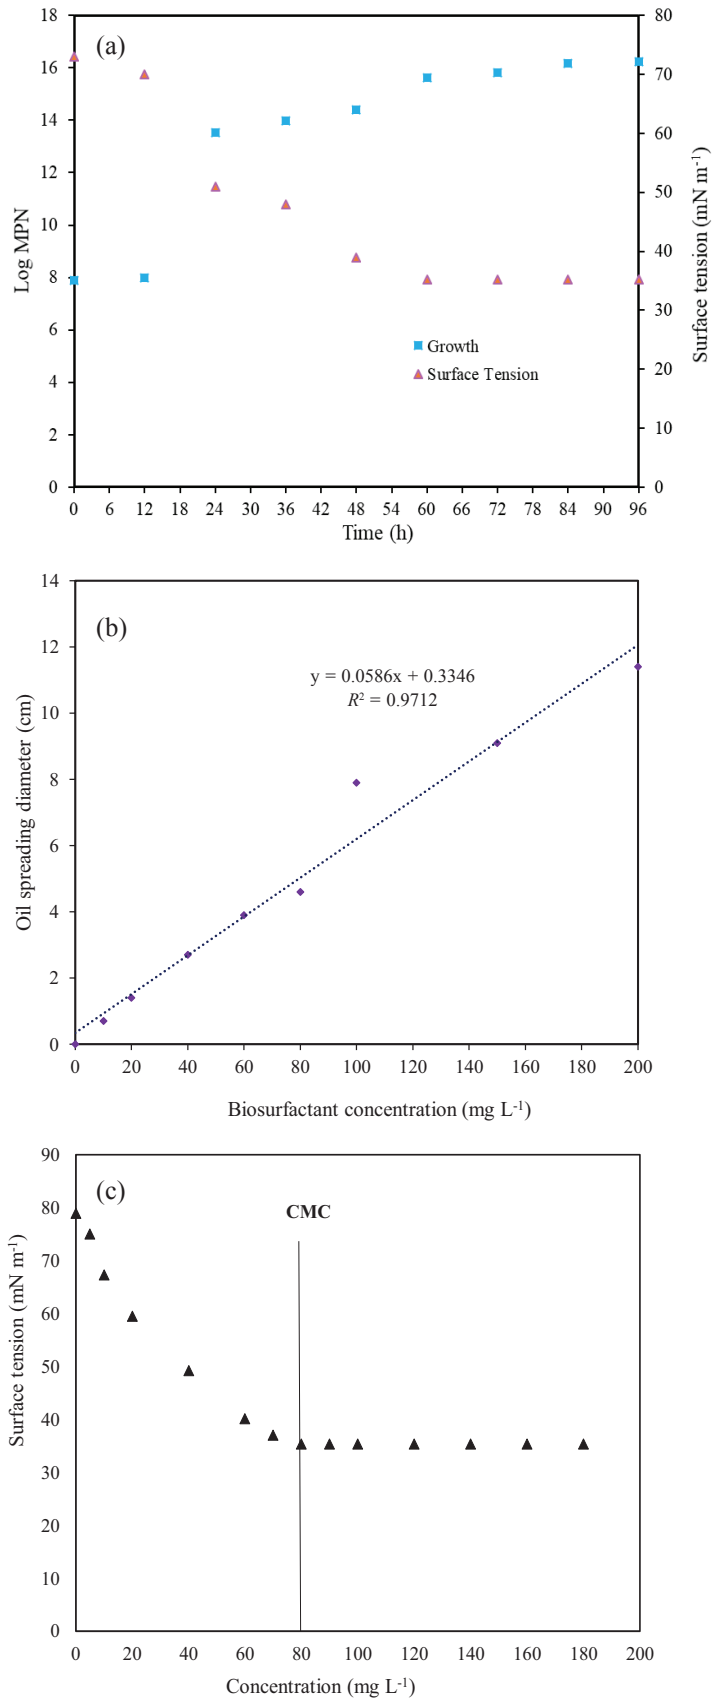 (a)
18
16
14
12
10
8
6
4
2
0
Log MPN
80
70
60
50
40
30
20
10
0
Surface tension (mN m-1)
Growth
Surface Tension
0 6 12 18 24 30 36 42 48 54 60 66 72 78 84 90 96
Time (h)
(b)
14
12
10
8
6
4
2
0
Oil spreading diameter (cm)
y = 0.0586x + 0.3346
R² = 0.9712
0 20 40 60 80 100 120 140 160 180 200
Biosurfactant concentration (mg L-1)
(c)
90
80
70
60
50
40
30
20
10
0
Surface tension (mN m-1)
CMC
0 20 40 60 80 100 120 140 160 180 200
Concentration (mg L-1)